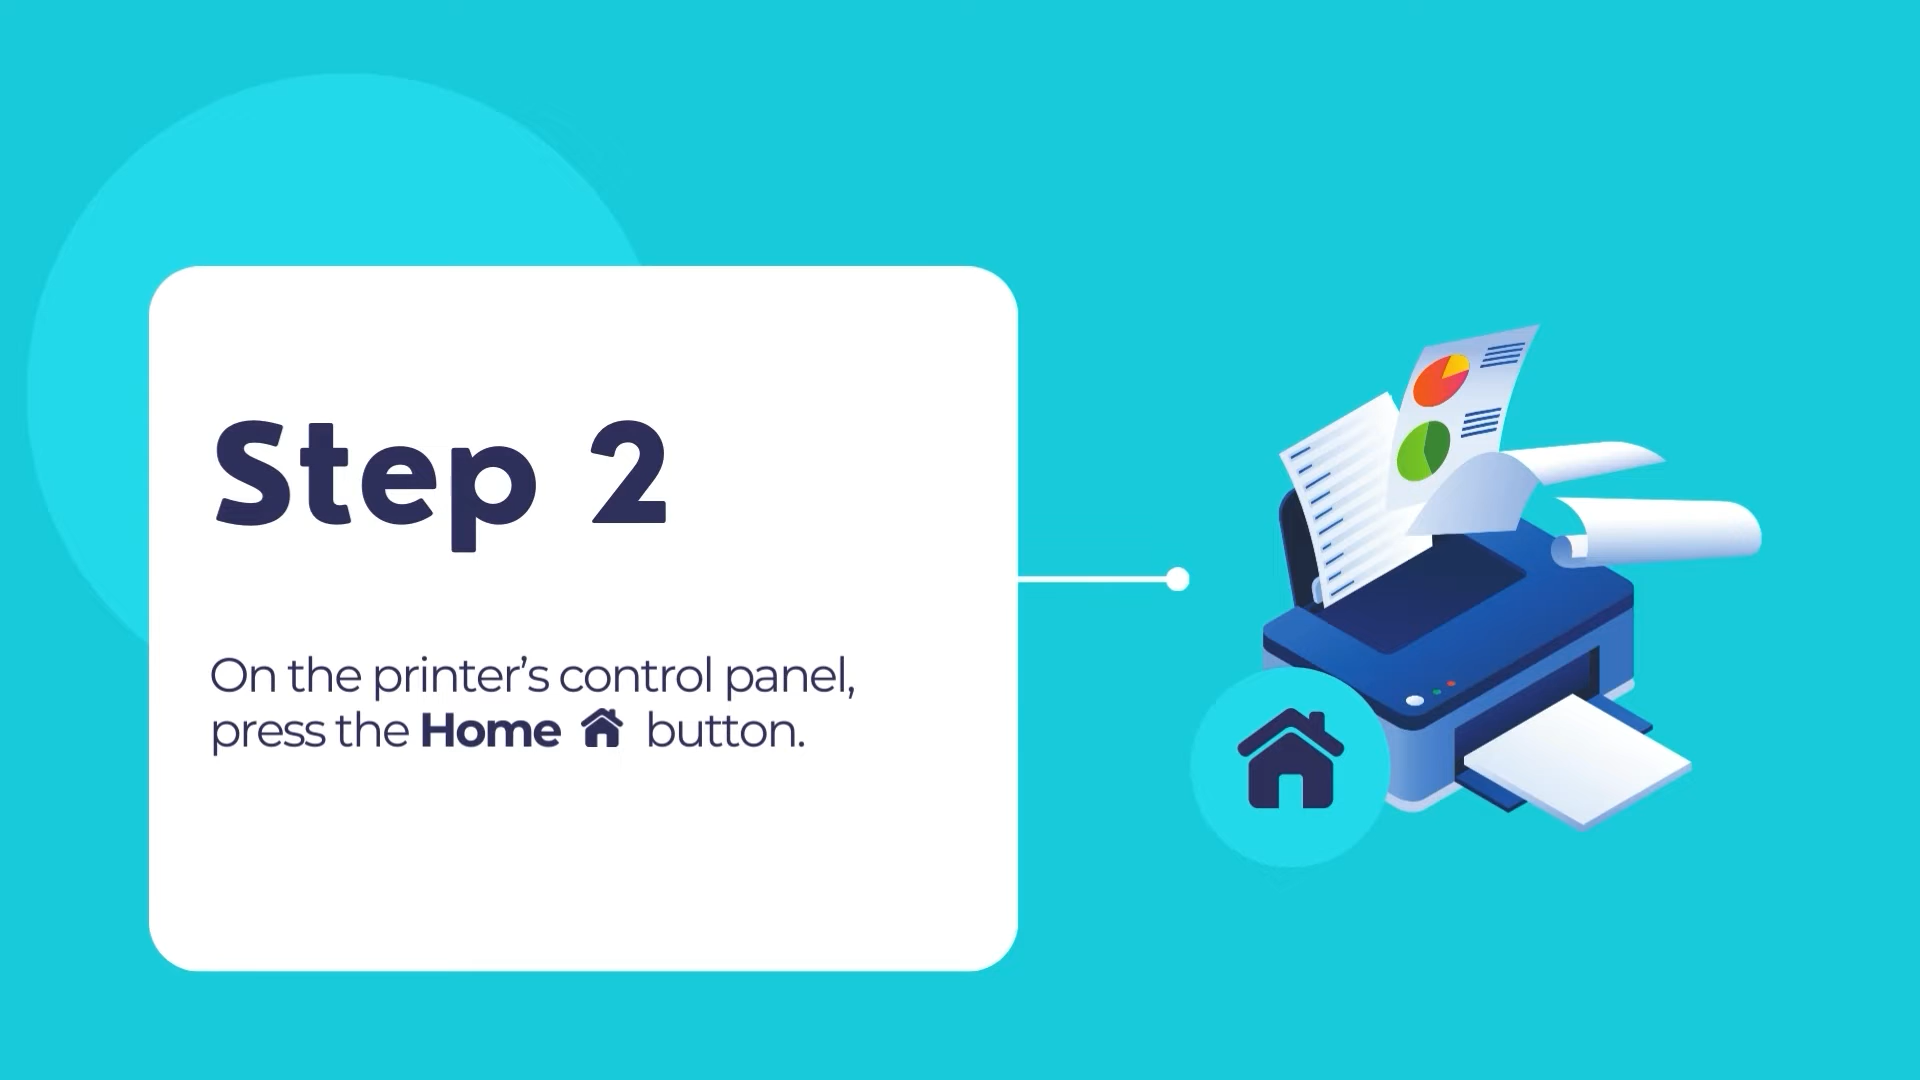 Step 2
On the printer’s control panel,
press the Home button.